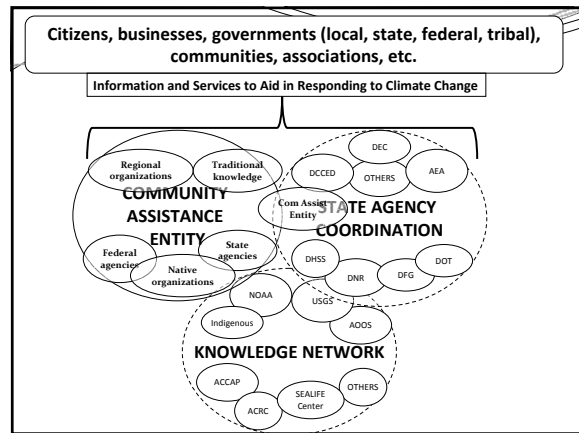 Citizens, businesses, governments (local, state, federal, tribal),
communities, associations, etc.
Information and Services to Aid in Responding to Climate Change
Regional
organizations
Traditional
knowledge
COMMUNITY
ASSISTANCE
ENTITY
Federal
agencies
State
agencies
Native
organizations
Com Assist
Entity
DEC
DCCED
OTHERS
AEA
STATE AGENCY
COORDINATION
DHSS
DNR
DFG
DOT
NOAA
USGS
Indigenous
AOOS
KNOWLEDGE NETWORK
ACCAP
ACRC
SEALIFE
Center
OTHERS